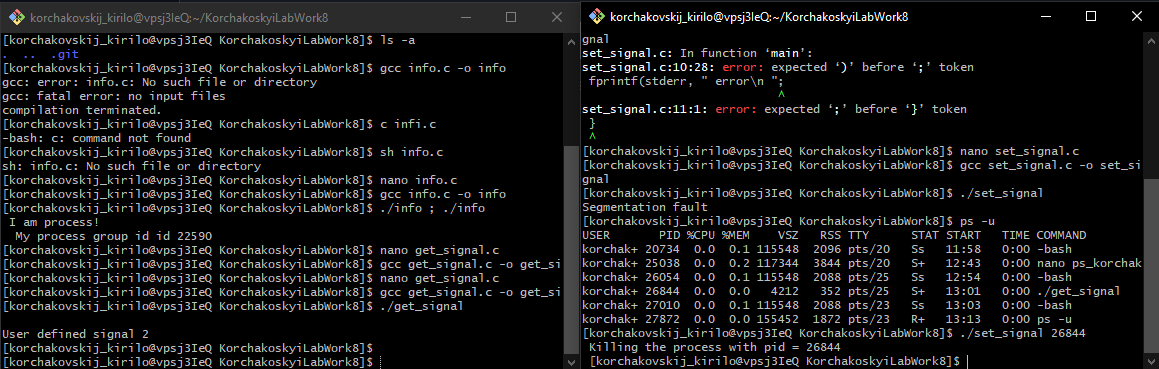 korchakovskij_kirilo@vpsj3IeQ:~/KorchakoskyiLabWork8
[korchakovskij_kirilo@vpsj3IeQ KorchakoskyiLabWork8]$ ls -a
.  ..  .git
[korchakovskij_kirilo@vpsj3IeQ KorchakoskyiLabWork8]$ gcc info.c -o info
gcc: error: info.c: No such file or directory
gcc: fatal error: no input files
compilation terminated.
[korchakovskij_kirilo@vpsj3IeQ KorchakoskyiLabWork8]$ c infi.c
-bash: c: command not found
[korchakovskij_kirilo@vpsj3IeQ KorchakoskyiLabWork8]$ sh info.c
sh: info.c: No such file or directory
[korchakovskij_kirilo@vpsj3IeQ KorchakoskyiLabWork8]$ nano info.c
[korchakovskij_kirilo@vpsj3IeQ KorchakoskyiLabWork8]$ gcc info.c -o info
[korchakovskij_kirilo@vpsj3IeQ KorchakoskyiLabWork8]$ ./info ; ./info
 I am process!
  My process group id id 22590
[korchakovskij_kirilo@vpsj3IeQ KorchakoskyiLabWork8]$ nano get_signal.c
[korchakovskij_kirilo@vpsj3IeQ KorchakoskyiLabWork8]$ gcc get_signal.c -o get_si
[korchakovskij_kirilo@vpsj3IeQ KorchakoskyiLabWork8]$ nano get_signal.c
[korchakovskij_kirilo@vpsj3IeQ KorchakoskyiLabWork8]$ gcc get_signal.c -o get_si
[korchakovskij_kirilo@vpsj3IeQ KorchakoskyiLabWork8]$ ./get_signal
User defined signal 2
[korchakovskij_kirilo@vpsj3IeQ KorchakoskyiLabWork8]$
[korchakovskij_kirilo@vpsj3IeQ KorchakoskyiLabWork8]$
korchakovskij_kirilo@vpsj3IeQ:~/KorchakoskyiLabWork8
gnal
set_signal.c: In function ‘main’:
set_signal.c:10:28: error: expected ‘)’ before ‘;’ token
 fprintf(stderr, " error\n ";
^
set_signal.c:11:1: error: expected ‘;’ before ‘}’ token
 }
 ^
[korchakovskij_kirilo@vpsj3IeQ KorchakoskyiLabWork8]$ nano set_signal.c
[korchakovskij_kirilo@vpsj3IeQ KorchakoskyiLabWork8]$ gcc set_signal.c -o set_si
gnal
[korchakovskij_kirilo@vpsj3IeQ KorchakoskyiLabWork8]$ ./set_signal
Segmentation fault
[korchakovskij_kirilo@vpsj3IeQ KorchakoskyiLabWork8]$ ps -u
USER       PID %CPU %MEM    VSZ   RSS TTY      STAT START   TIME COMMAND
korchak+ 20734  0.0  0.1 115548  2096 pts/20   Ss   11:58   0:00 -bash
korchak+ 25038  0.0  0.2 117344  3844 pts/20   S+   12:43   0:00 nano ps_korchak
korchak+ 26054  0.0  0.1 115548  2088 pts/25   Ss   12:54   0:00 -bash
korchak+ 26844  0.0  0.0   4212   352 pts/25   S+   13:01   0:00 ./get_signal
korchak+ 27010  0.0  0.1 115548  2088 pts/23   Ss   13:03   0:00 -bash
korchak+ 27872  0.0  0.0 155452  1872 pts/23   R+   13:13   0:00 ps -u
[korchakovskij_kirilo@vpsj3IeQ KorchakoskyiLabWork8]$ ./set_signal 26844
 Killing the process with pid = 26844
 [korchakovskij_kirilo@vpsj3IeQ KorchakoskyiLabWork8]$